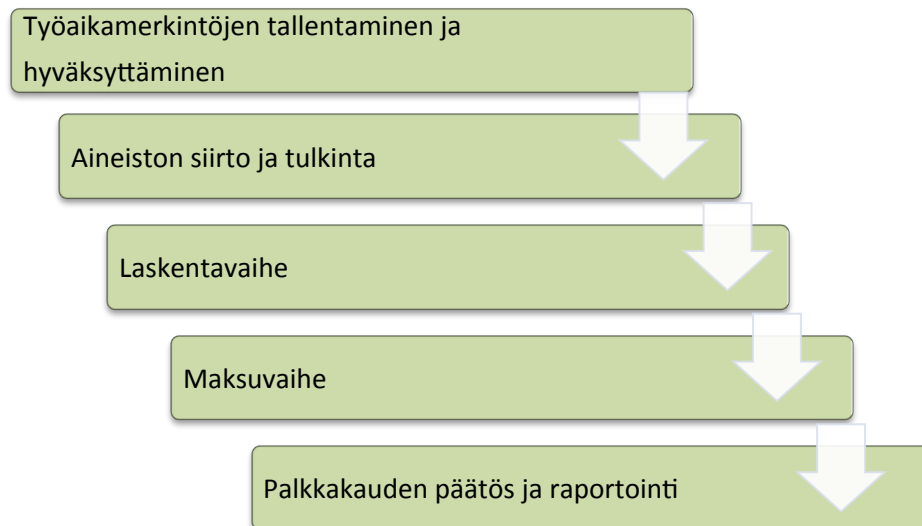 Työaikamerkintöjen tallentaminen ja
hyväksyttäminen
Aineiston siirto ja tulkinta
Laskentavaihe
Maksuvaihe
Palkkakauden päätös ja raportointi